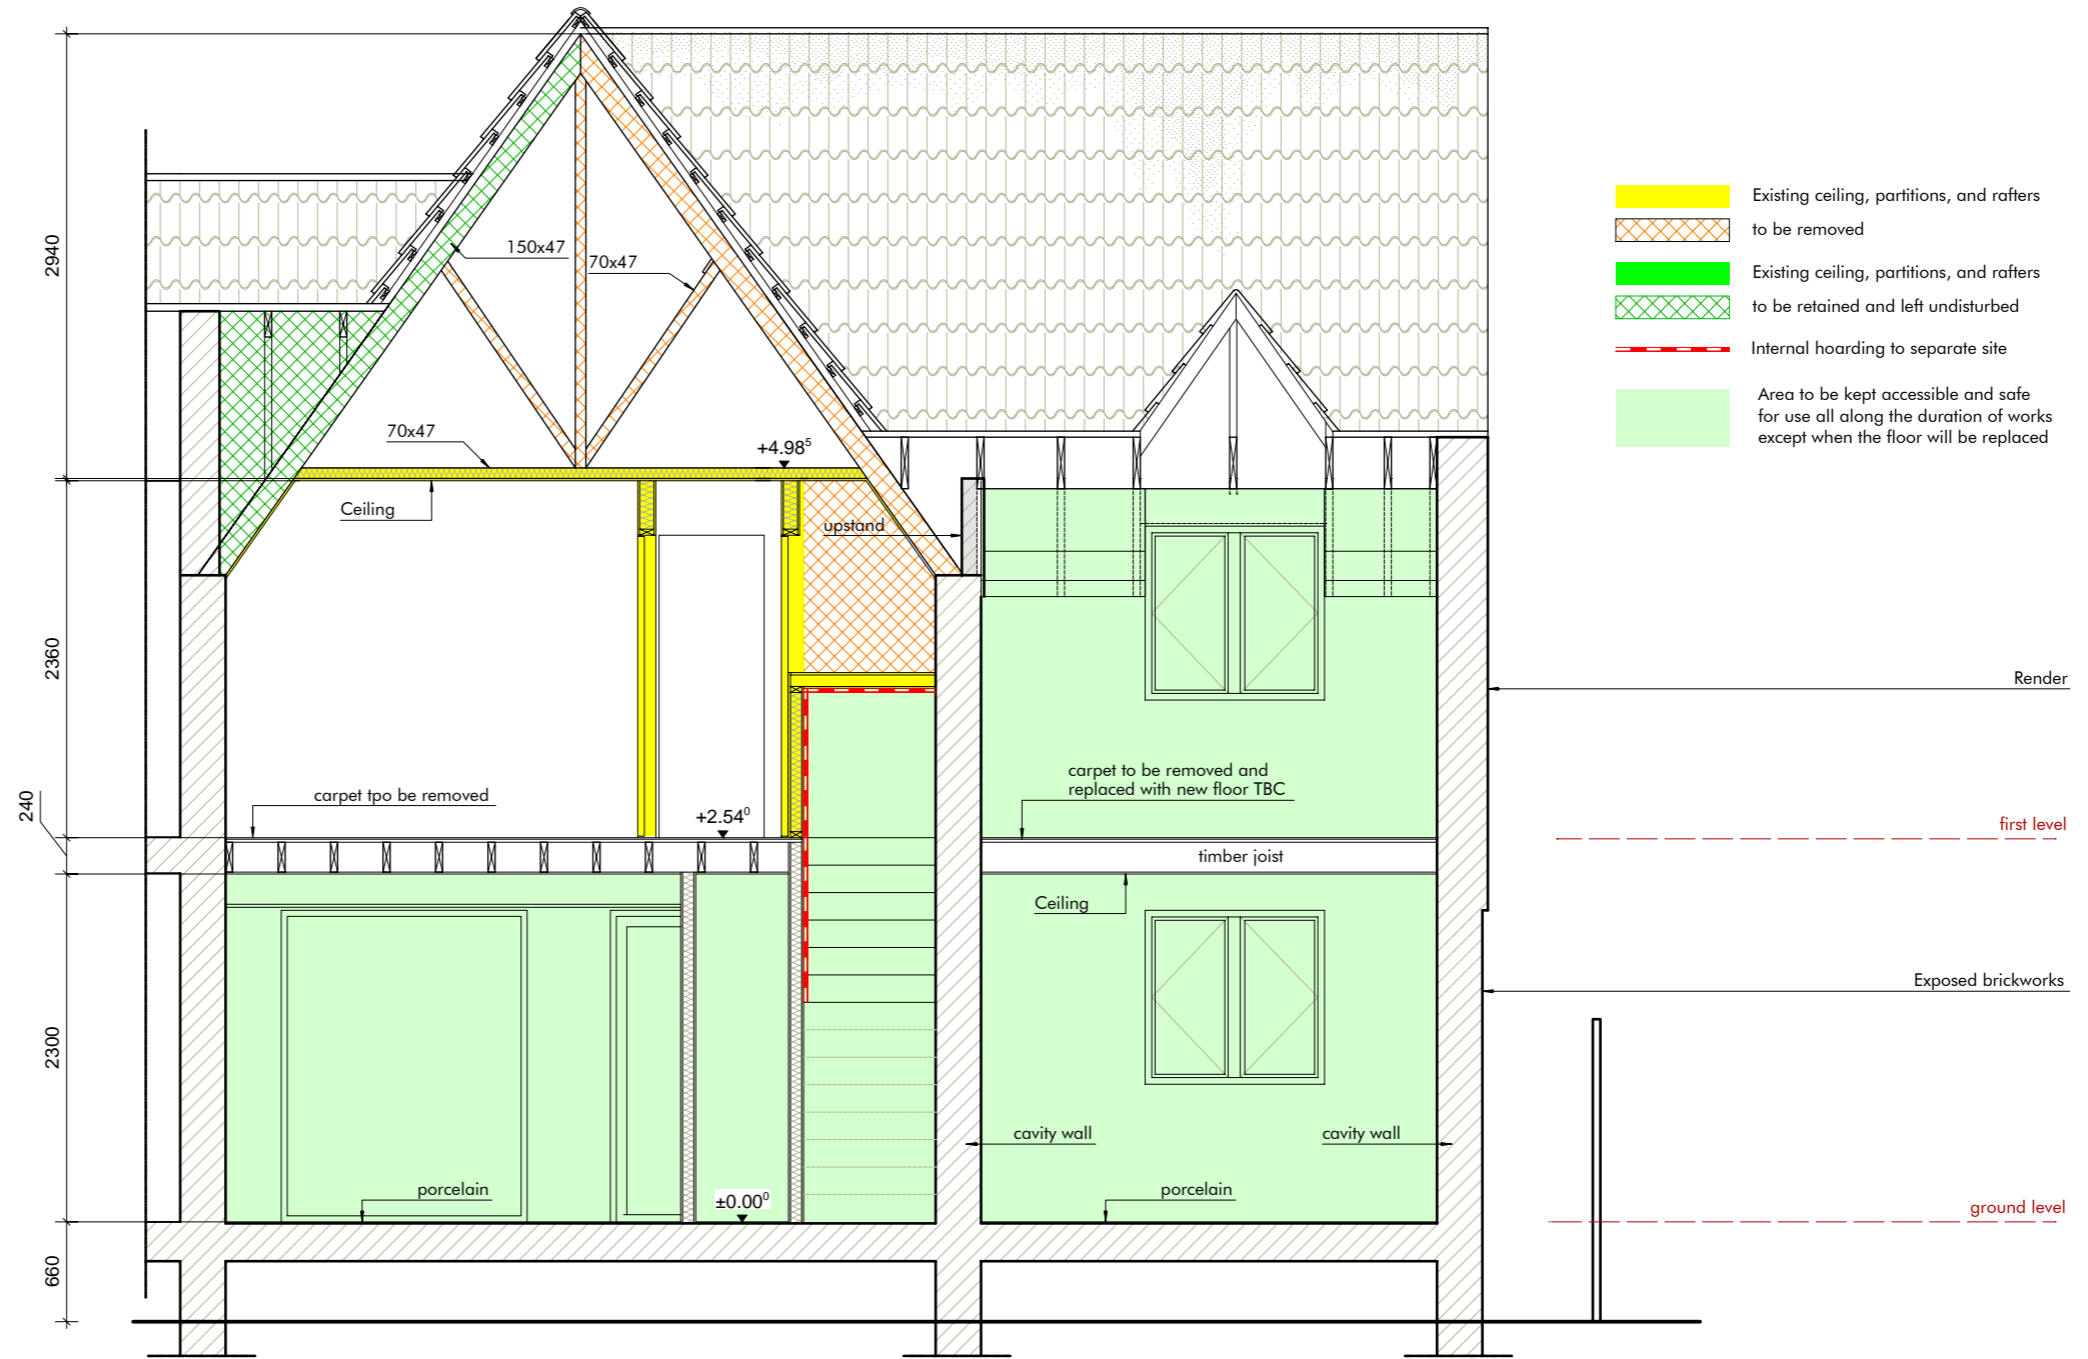 2940
2360
240
2300
660
150x47
70x47
70x47
+4.98⁵
Ceiling
upstand
carpet tpo be removed
+2.54⁰
carpet to be removed and
replaced with new floor TBC
timber joist
Ceiling
cavity wall
cavity wall
porcelain
±0.00⁰
porcelain
Existing ceiling, partitions, and rafters
to be removed
Existing ceiling, partitions, and rafters
to be retained and left undisturbed
Internal hoarding to separate site
Area to be kept accessible and safe
for use all along the duration of works
except when the floor will be replaced
Render
first level
Exposed brickworks
ground level